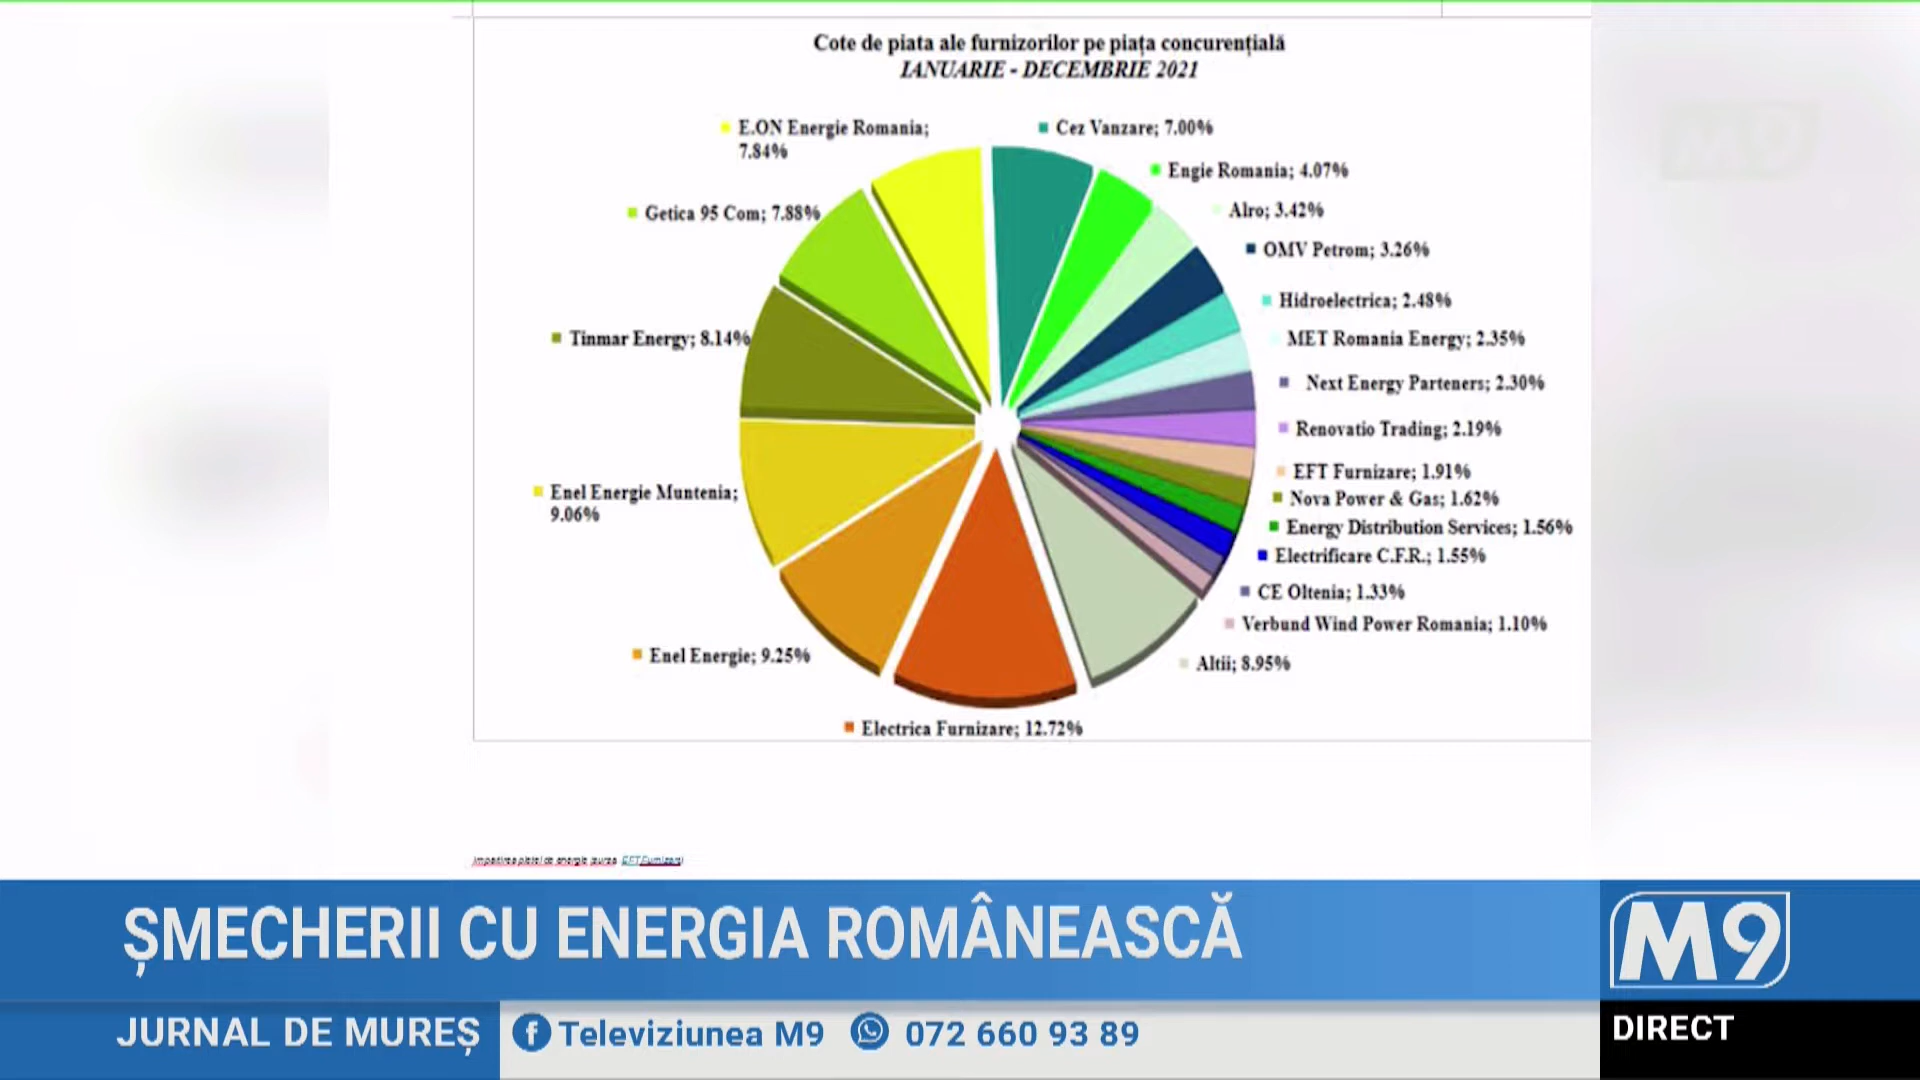 Cote de piata ale furnizorilor pe piața concurențială
IANUARIE - DECEMBRIE 2021
M9
E.ON Energie Romania;
7.84%
Cez Vanzare; 7.00%
Engie Romania; 4.07%
Getica 95 Com; 7.88%
Alro; 3.42%
OMV Petrom; 3.26%
Hidroelectrica; 2.48%
Tinmar Energy; 8.14%
MET Romania Energy; 2.35%
Next Energy Parteners; 2.30%
Renovatio Trading; 2.19%
EFT Furnizare; 1.91%
Enel Energie Muntenia;
9.06%
Nova Power & Gas; 1.62%
Energy Distribution Services; 1.56%
Electrificare C.F.R.; 1.55%
CE Oltenia; 1.33%
Verbund Wind Power Romania; 1.10%
Enel Energie; 9.25%
Altii; 8.95%
Electrica Furnizare; 12.72%
de energie
ȘMECHERII CU ENERGIA ROMÂNEASCĂ
M9
JURNAL DE MUREȘ
Televiziunea M9 072 660 93 89
DIRECT